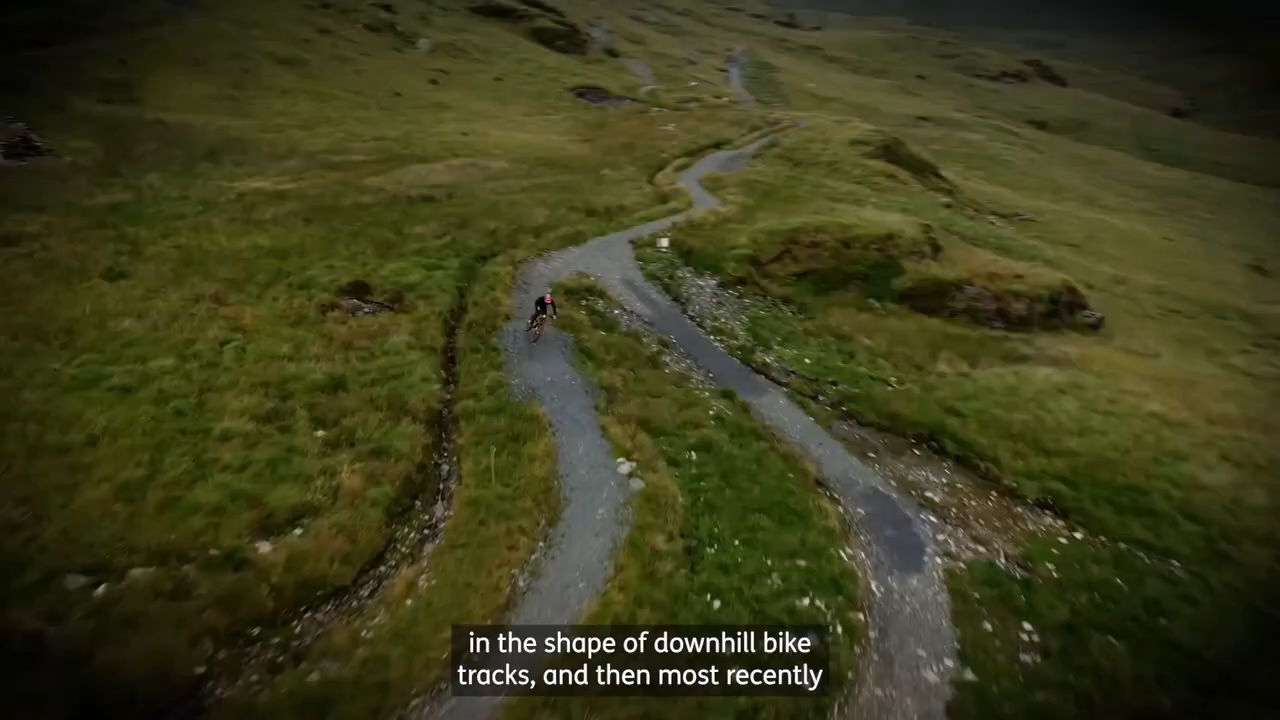 in the shape of downhill bike
tracks, and then most recently